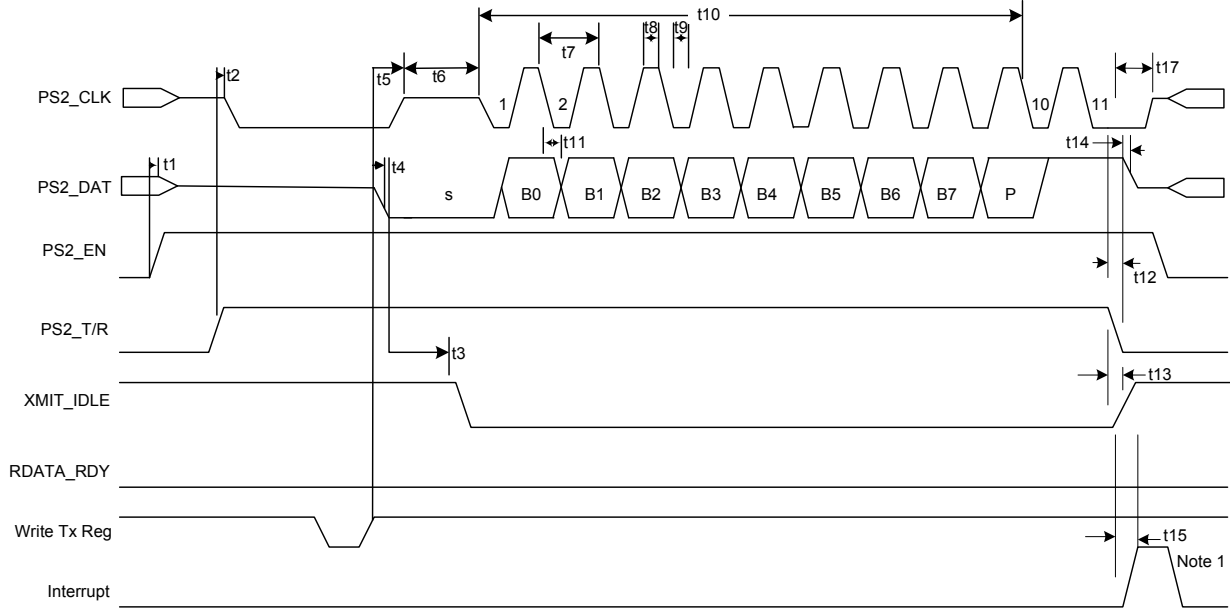 t10
t8 t9
t7
t2 t5 t6 t17
PS2_CLK 1 2 10 11
t11 t14
t1 t4
PS2_DAT s B0 B1 B2 B3 B4 B5 B6 B7 P
PS2_EN
t12
PS2_T/R
t3
t13
XMIT_IDLE
RDATA_RDY
Write Tx Reg
t15
Note 1
Interrupt